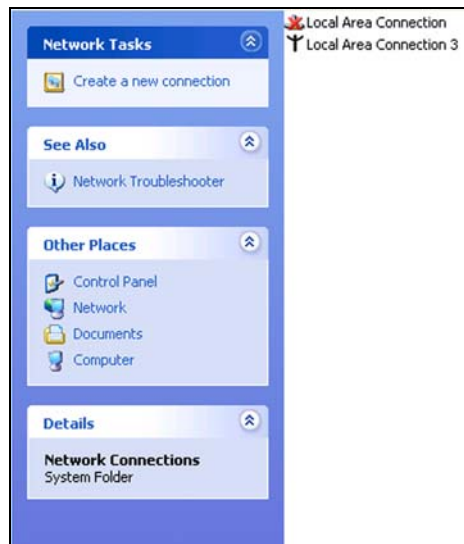 Network Tasks
Create a new connection
See Also
Network Troubleshooter
Other Places
Control Panel
Network
Documents
Computer
Details
Network Connections
System Folder
Local Area Connection
Local Area Connection 3